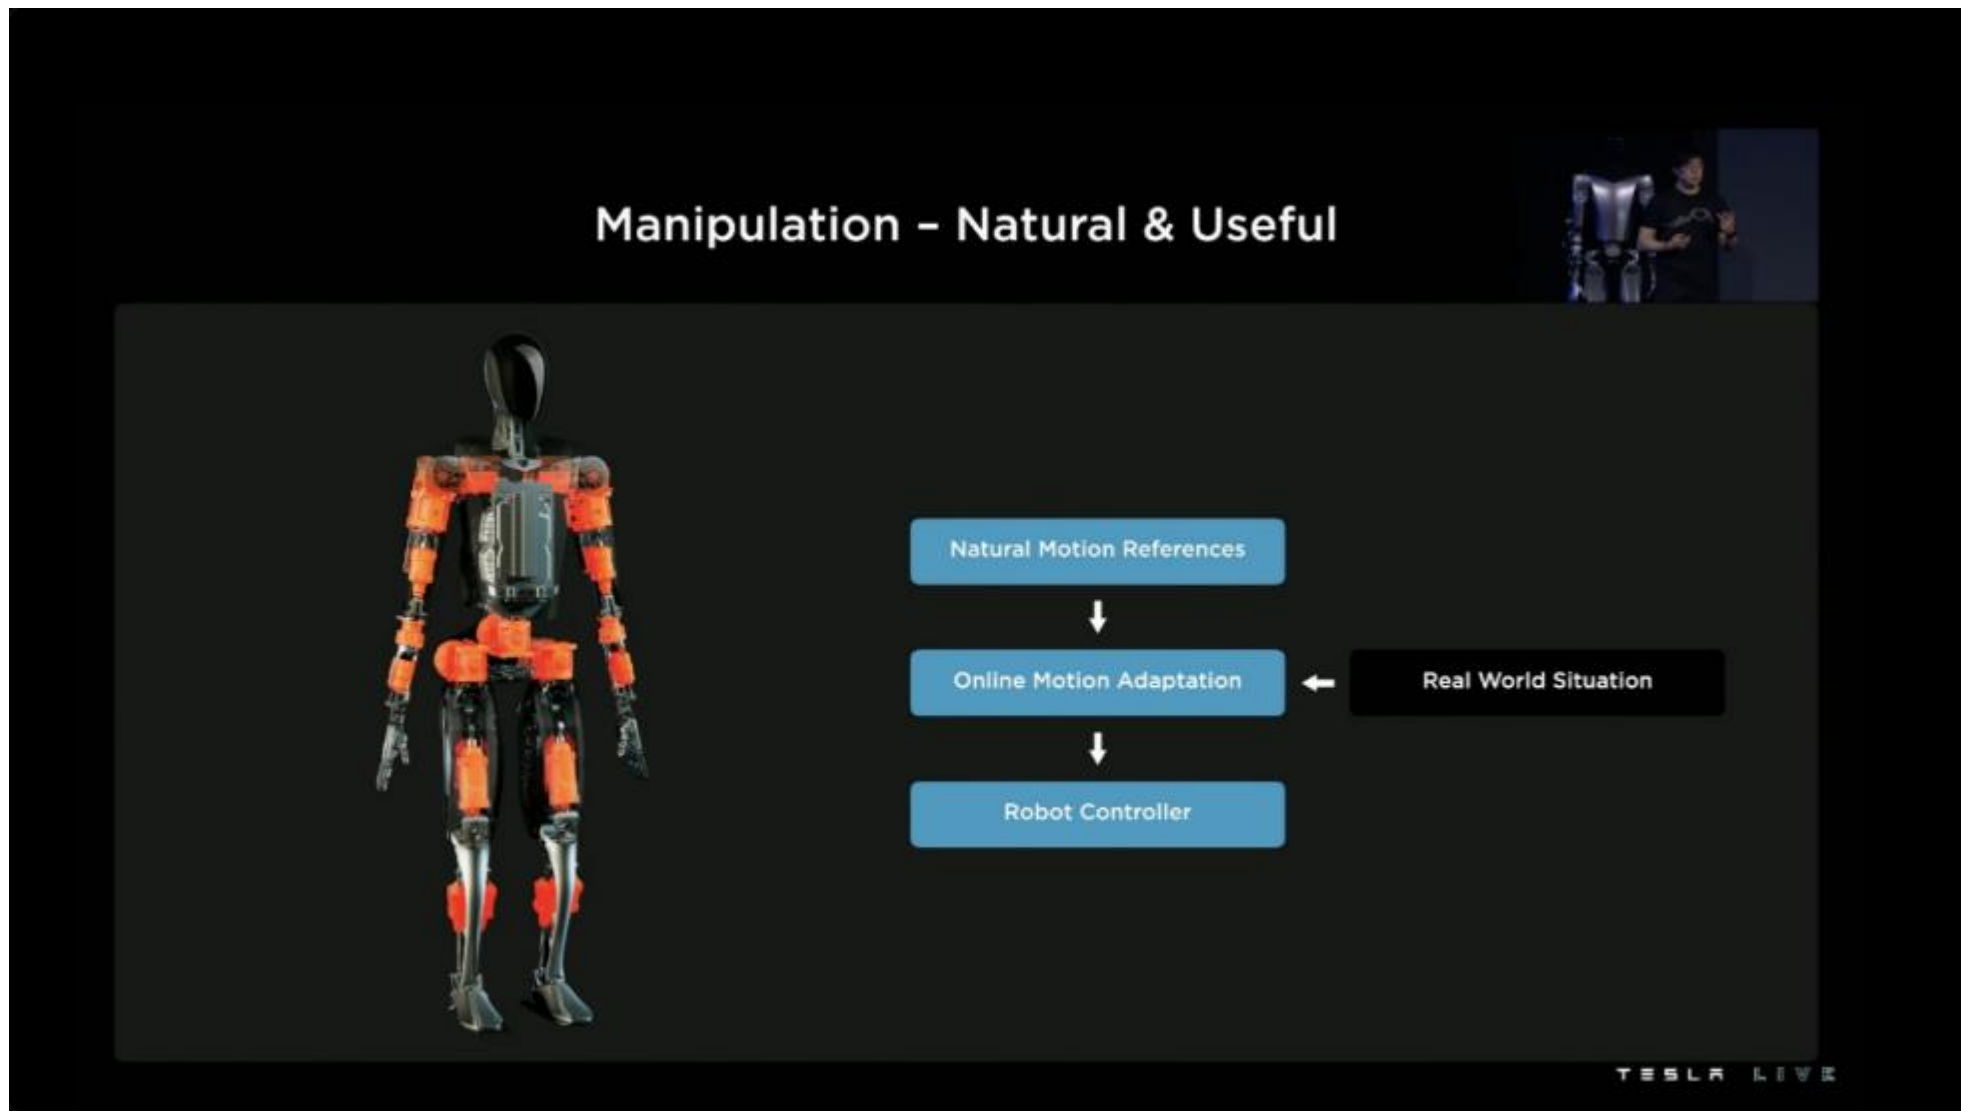 Manipulation – Natural & Useful
Natural Motion References
Online Motion Adaptation
Real World Situation
Robot Controller
TESLA LIVE